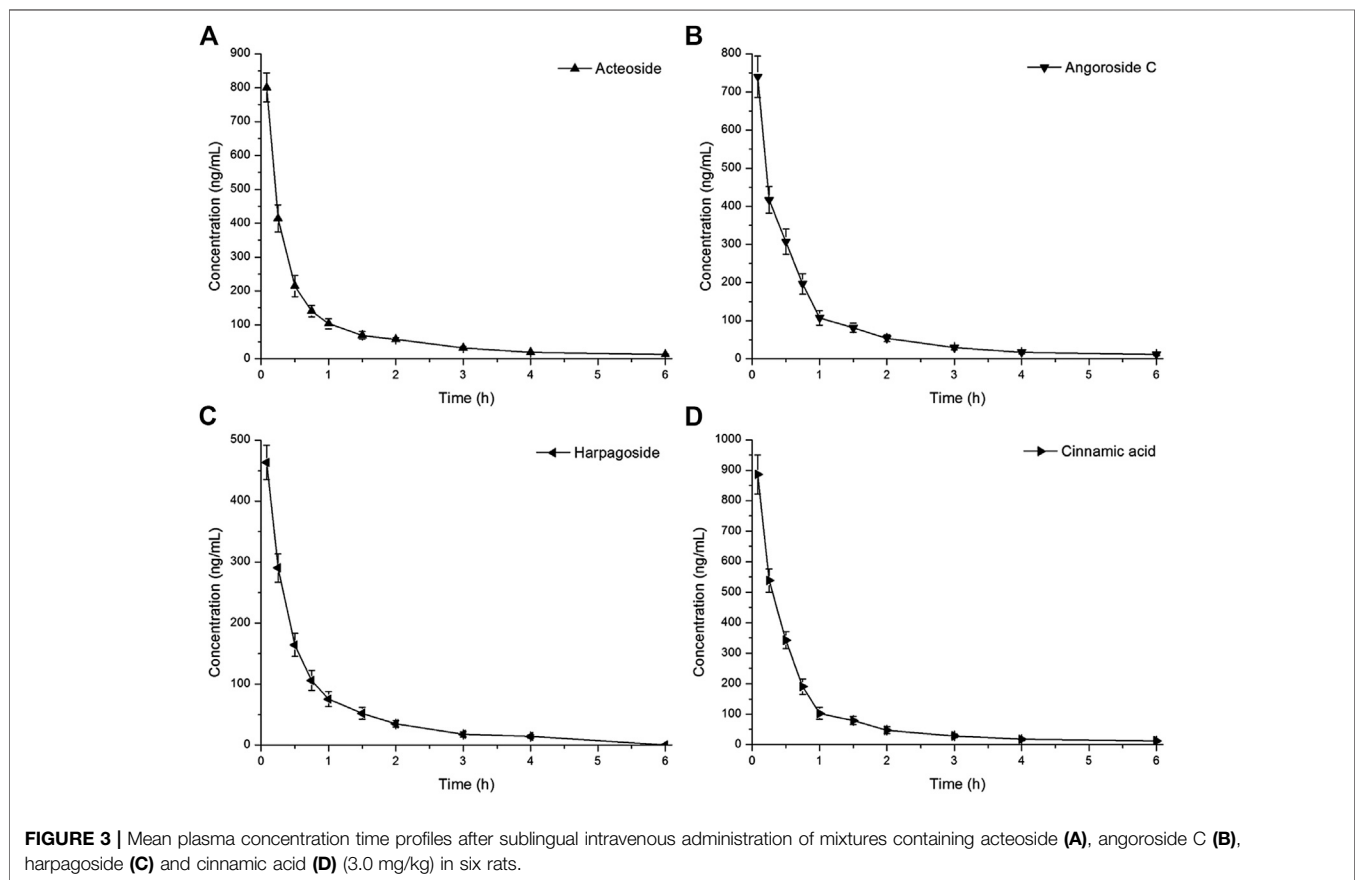 A
Acteoside
Concentration (ng/mL)
900
800
700
600
500
400
300
200
100
0
0 1 2 3 4 5 6
Time (h)
B
Angoroside C
Concentration (ng/mL)
800
700
600
500
400
300
200
100
0
0 1 2 3 4 5 6
Time (h)
C
Harpagoside
Concentration (ng/mL)
500
400
300
200
100
0
0 1 2 3 4 5 6
Time (h)
D
Cinnamic acid
Concentration (ng/mL)
1000
900
800
700
600
500
400
300
200
100
0
0 1 2 3 4 5 6
Time (h)
FIGURE 3 | Mean plasma concentration time profiles after sublingual intravenous administration of mixtures containing acteoside (A), angoroside C (B),
harpagoside (C) and cinnamic acid (D) (3.0 mg/kg) in six rats.